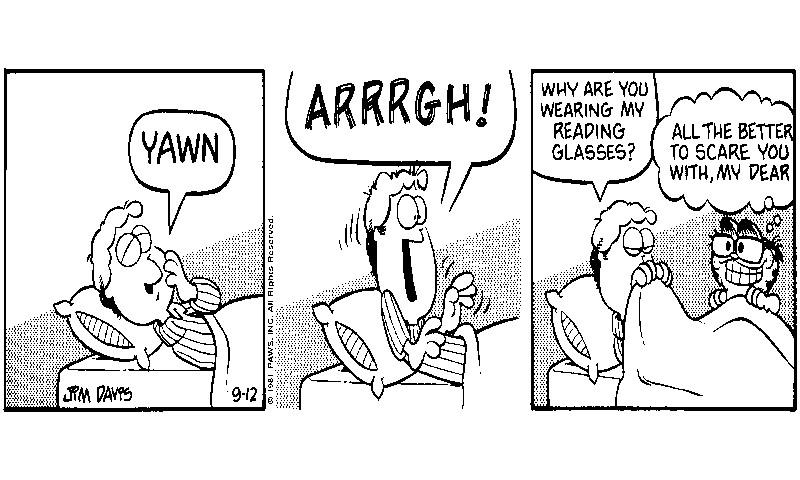 YAWN
JIM DAVIS
9-12
© 1981 PAWS, INC. All Rights Reserved.
ARRRGH!
WHY ARE YOU
WEARING MY
READING
GLASSES?
ALL THE BETTER
TO SCARE YOU
WITH, MY DEAR